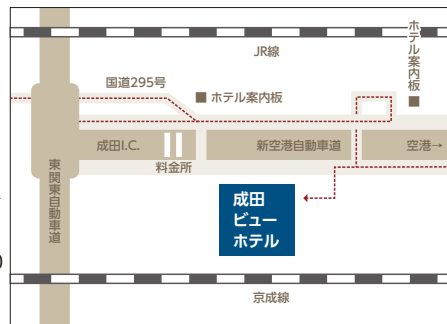 JR線
ホテル案内板
国道295号
ホテル案内板
成田I.C.
新空港自動車道
空港→
料金所
東関東自動車道
成田
ビュー
ホテル
京成線